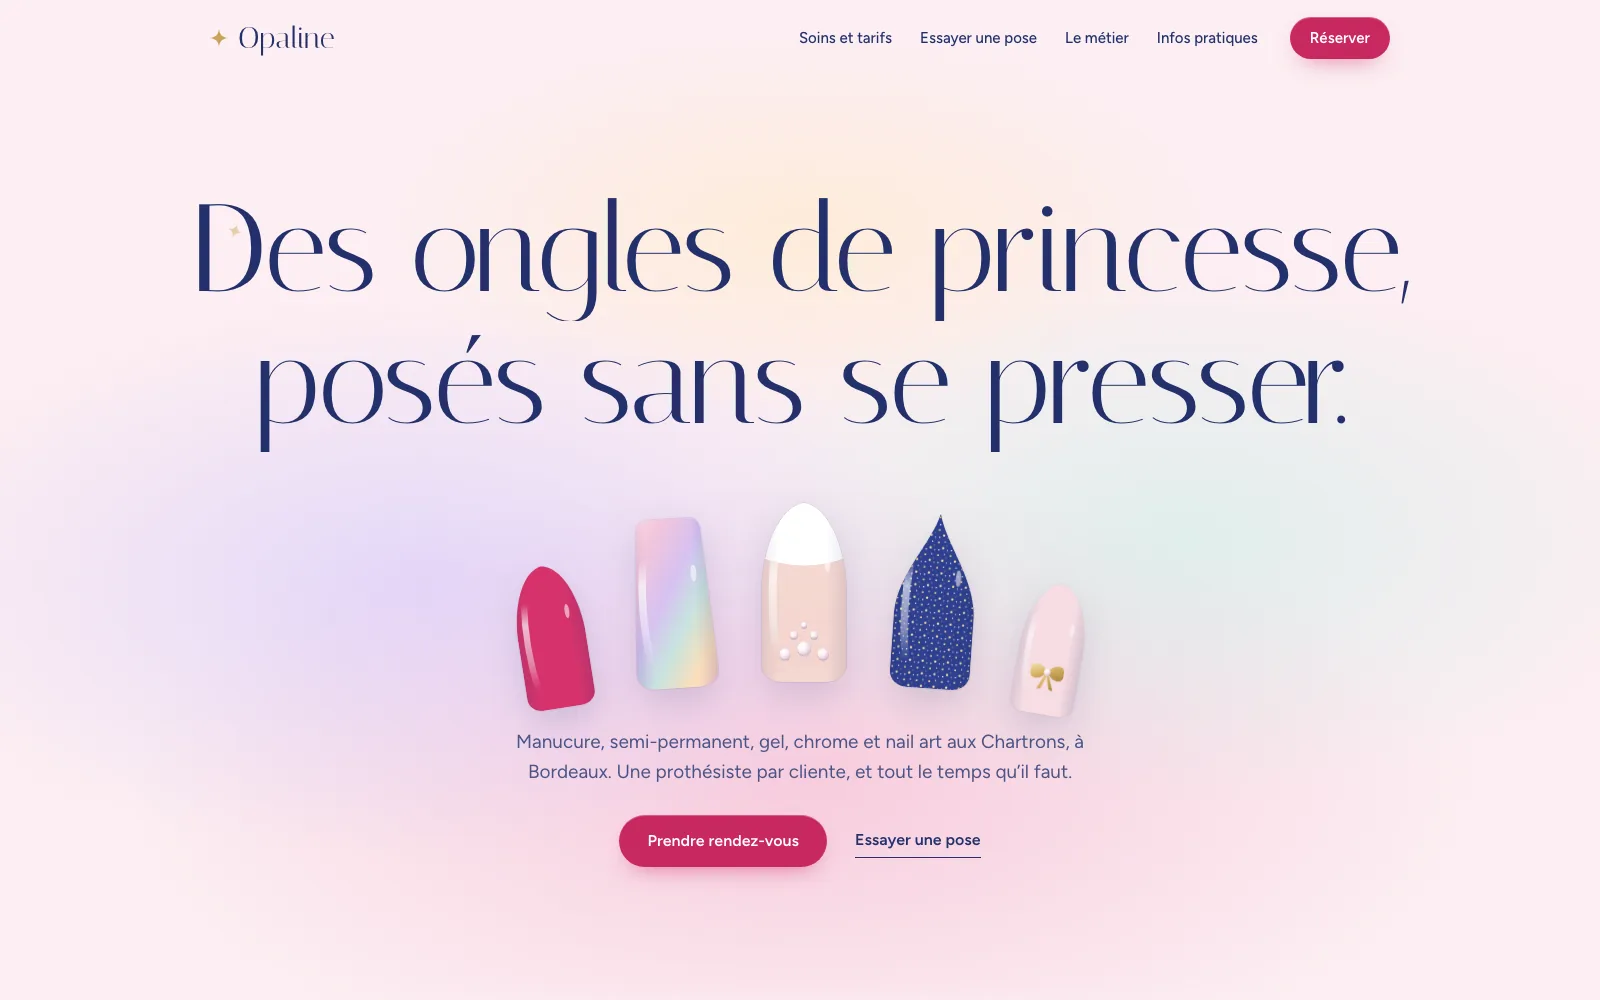 Opaline
Soins et tarifs
Essayer une pose
Le métier
Infos pratiques
Réserver
Des ongles de princesse,
posés sans se presser.
Manucure, semi-permanent, gel, chrome et nail art aux Chartrons, à
Bordeaux. Une prothésiste par cliente, et tout le temps qu’il faut.
Prendre rendez-vous
Essayer une pose